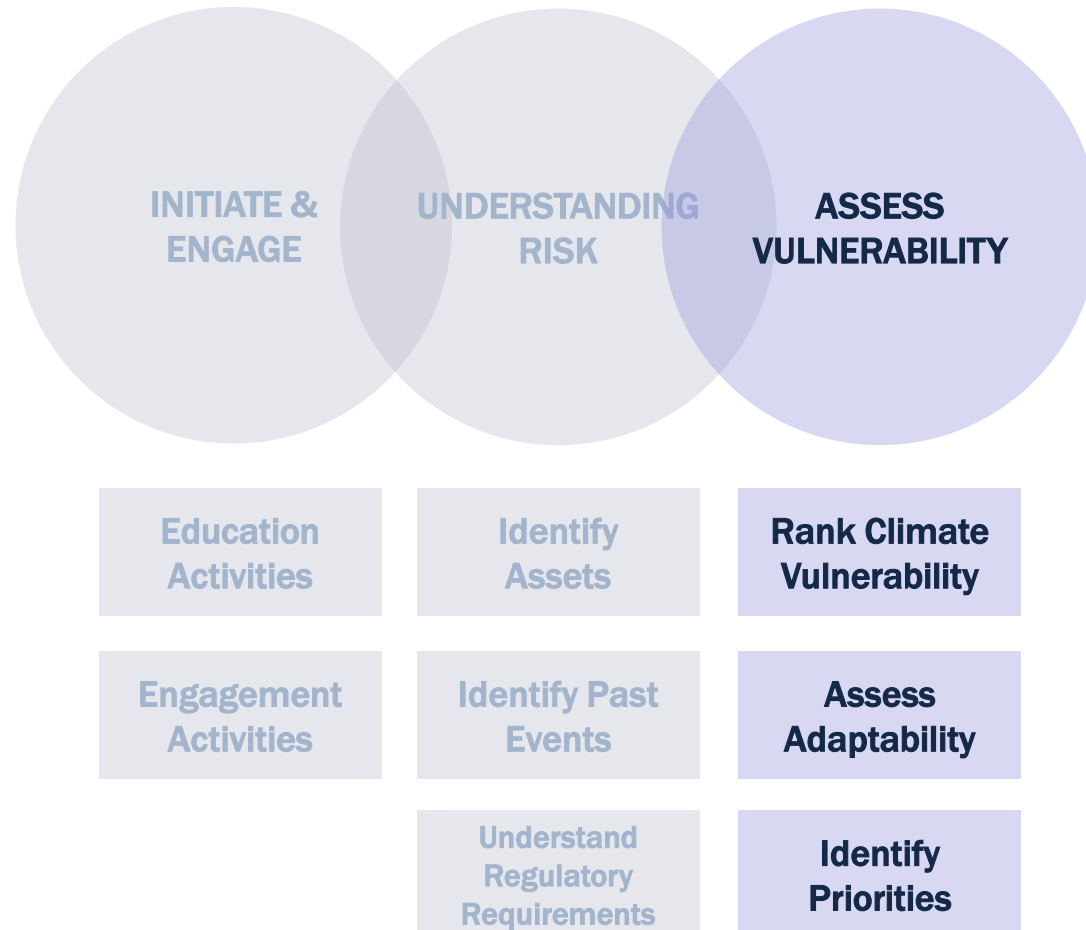 INITIATE &
ENGAGE
UNDERSTANDING
RISK
ASSESS
VULNERABILITY
Education
Activities
Identify
Assets
Rank Climate
Vulnerability
Engagement
Activities
Identify Past
Events
Assess
Adaptability
Understand
Regulatory
Requirements
Identify
Priorities